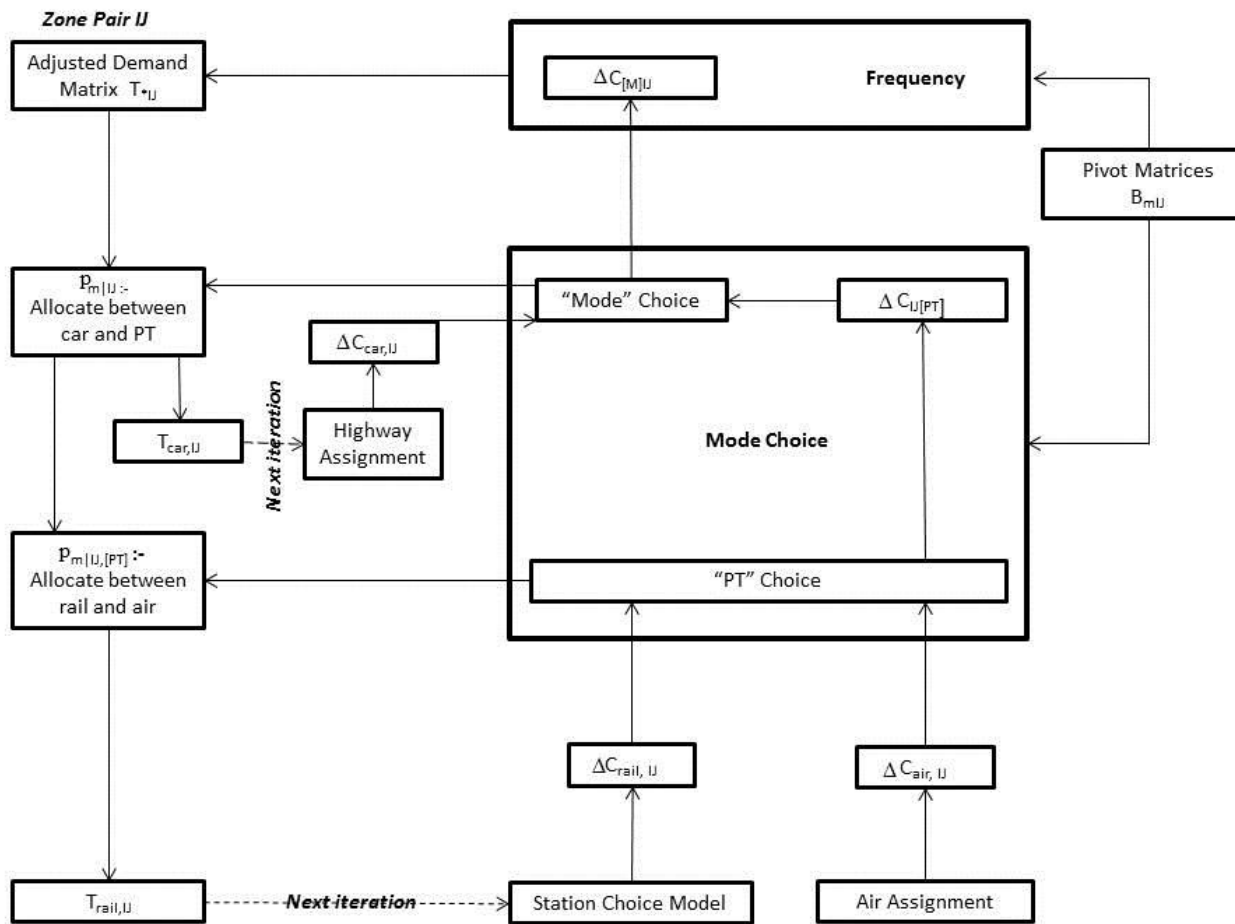 Zone Pair IJ
Adjusted Demand
Matrix T*IJ
ΔC[M]IJ
Frequency
Pivot Matrices
BmIJ
pm|IJ :-
Allocate between
car and PT
"Mode" Choice
Δ CIJ[PT]
ΔCcar,IJ
Tcar,IJ
Next iteration
Highway
Assignment
Mode Choice
pm|IJ,[PT] :-
Allocate between
rail and air
"PT" Choice
ΔCrail, IJ
ΔCair, IJ
Trail,IJ
Next iteration
Station Choice Model
Air Assignment